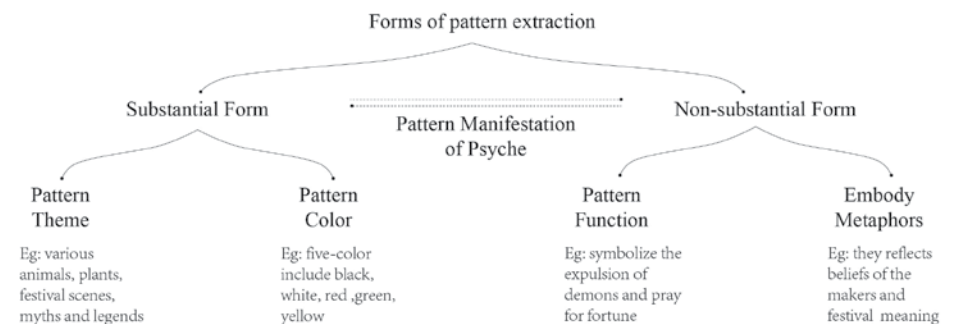 Forms of pattern extraction
Substantial Form
Pattern Manifestation
of Psyche
Non-substantial Form
Pattern
Theme
Eg: various
animals, plants,
festival scenes,
myths and legends
Pattern
Color
Eg: five-color
include black,
white, red ,green,
yellow
Pattern
Function
Eg: symbolize the
expulsion of
demons and pray
for fortune
Embody
Metaphors
Eg: they reflects
beliefs of the
makers and
festival meaning